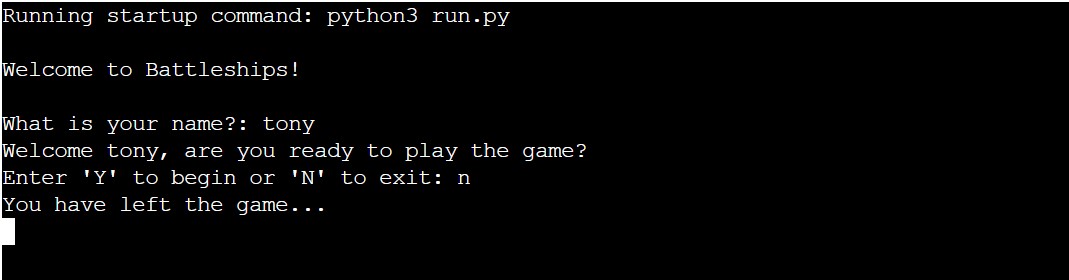 Running startup command: python3 run.py
Welcome to Battleships!
What is your name?: tony
Welcome tony, are you ready to play the game?
Enter 'Y' to begin or 'N' to exit: n
You have left the game...